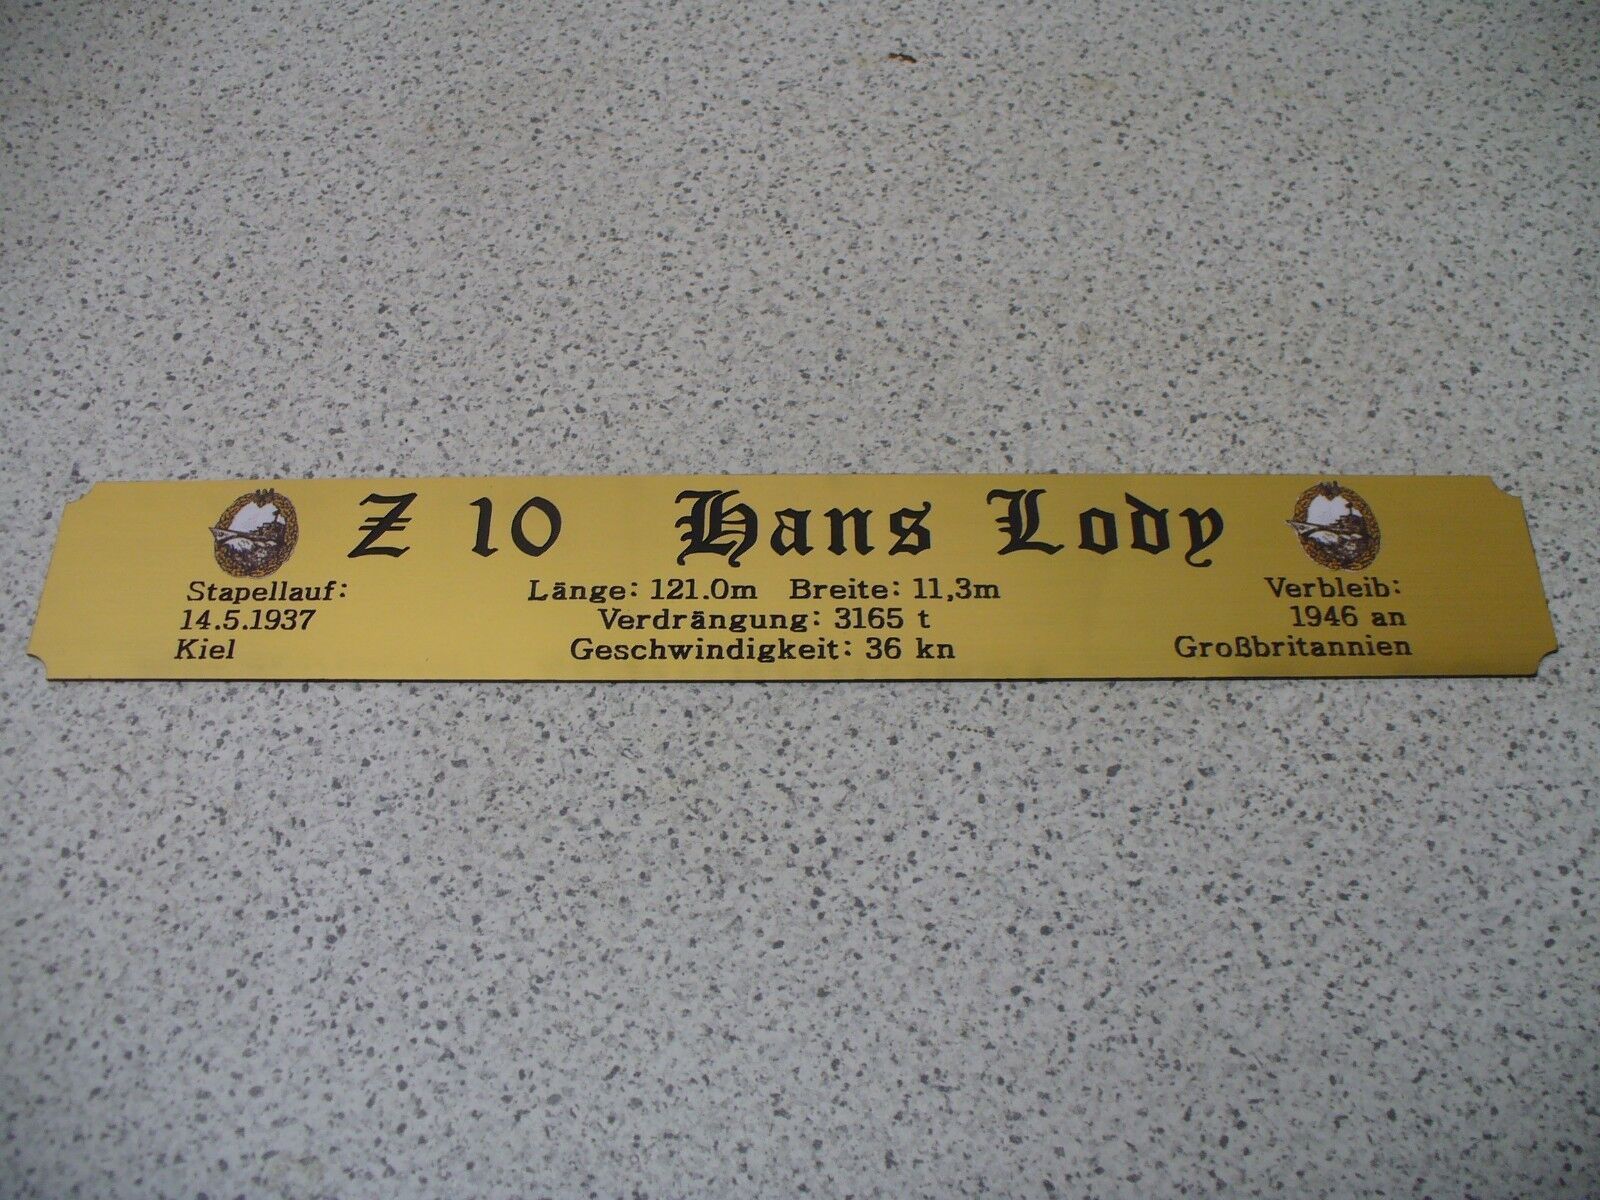 Z 10 Hans Lody
Stapellauf:
14.5.1937
Kiel
Länge: 121.0m Breite: 11,3m
Verdrängung: 3165 t
Geschwindigkeit: 36 kn
Verbleib:
1946 an
Großbritannien